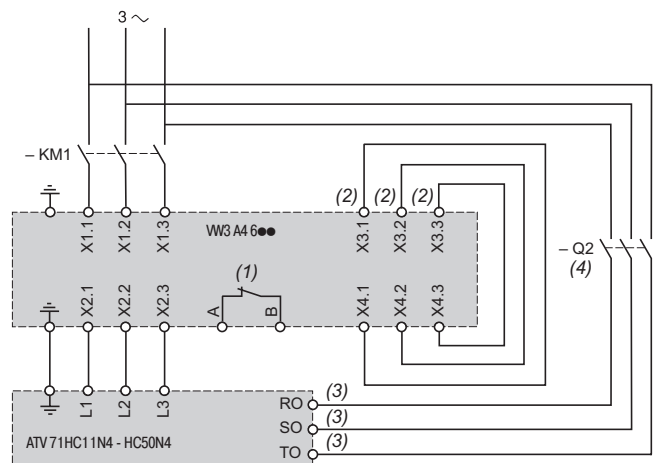 3 ~
– KM1
(2) (2) (2)
X1.1 X1.2 X1.3 VW3 A4 6●● X3.1 X3.2 X3.3
– Q2
(4)
(1)
X2.1 X2.2 X2.3 A B X4.1 X4.2 X4.3
L1 L2 L3
RO (3)
SO (3)
TO (3)
ATV 71HC11N4 - HC50N4